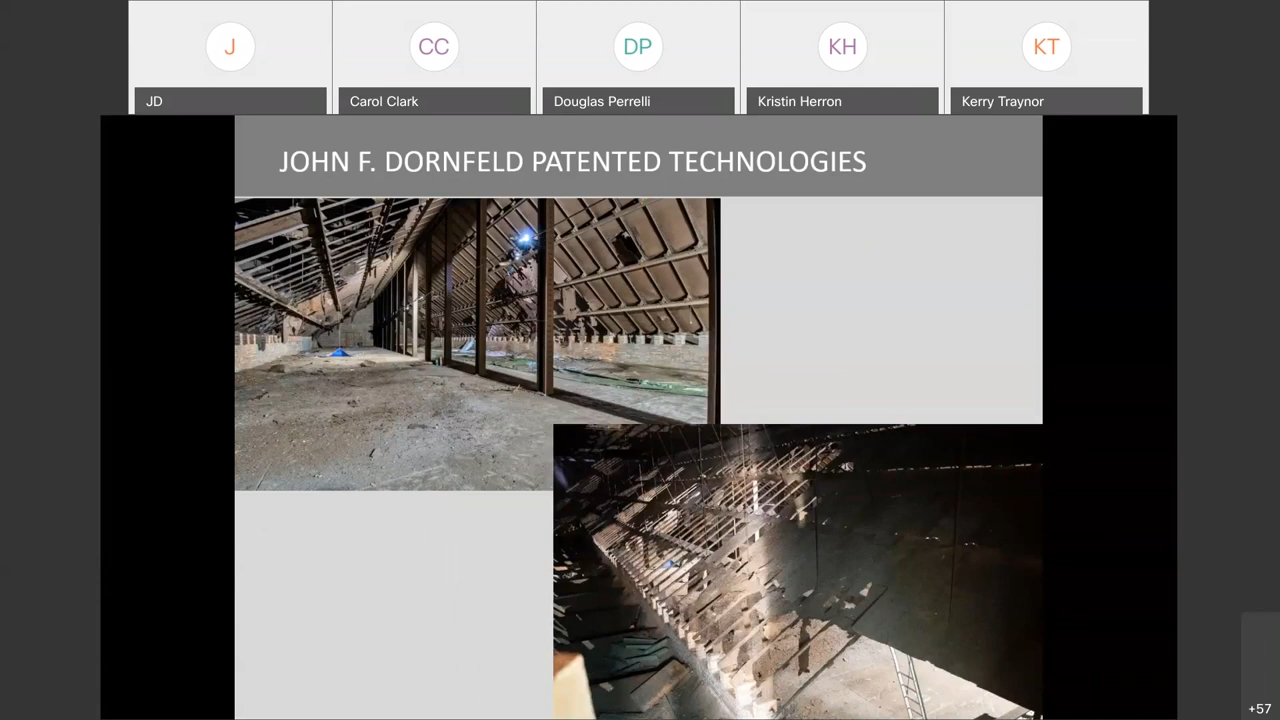 J
CC
DP
KH
KT
JD
Carol Clark
Douglas Perrelli
Kristin Herron
Kerry Traynor
JOHN F. DORNFELD PATENTED TECHNOLOGIES
+57